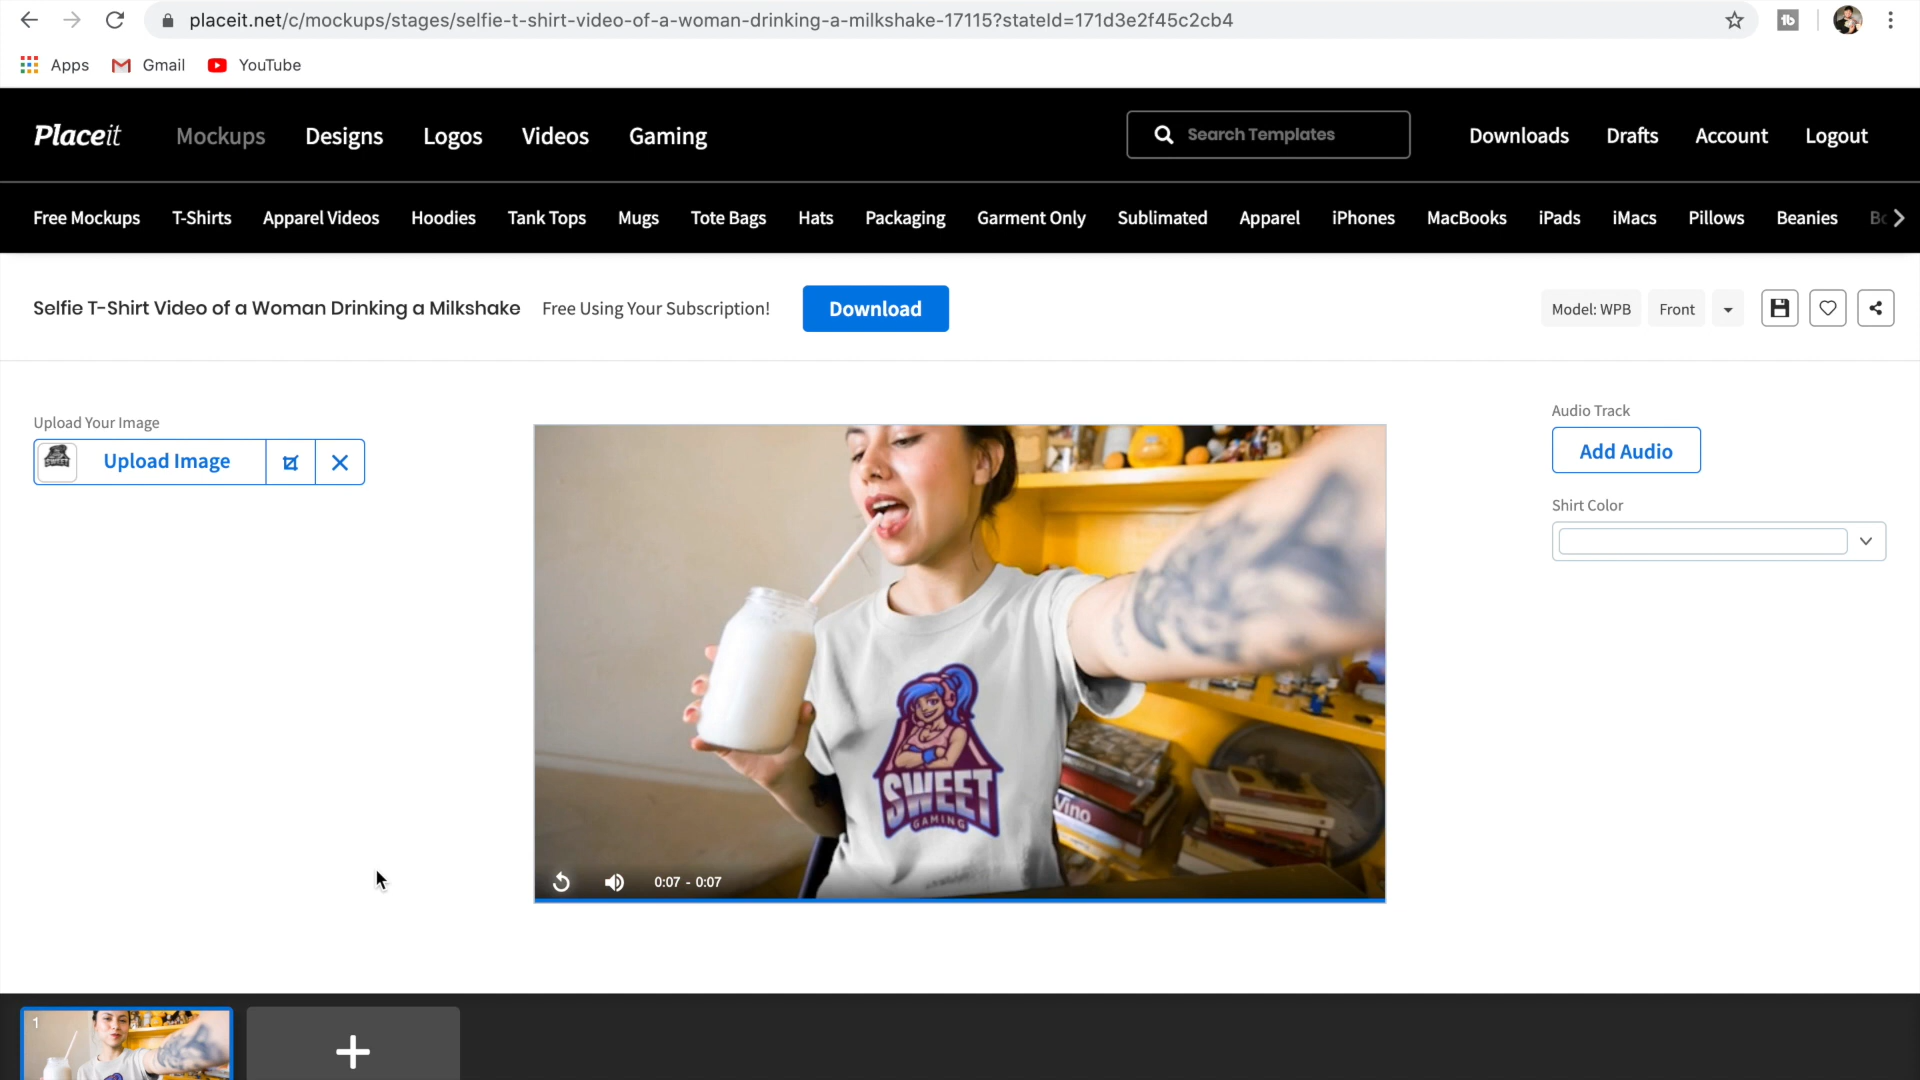 placeit.net/c/mockups/stages/selfie-t-shirt-video-of-a-woman-drinking-a-milkshake-17115?stateId=171d3e2f45c2cb4
Apps Gmail YouTube
Placeit Mockups Designs Logos Videos Gaming Search Templates Downloads Drafts Account Logout
Free Mockups T-Shirts Apparel Videos Hoodies Tank Tops Mugs Tote Bags Hats Packaging Garment Only Sublimated Apparel iPhones MacBooks iPads iMacs Pillows Beanies
Selfie T-Shirt Video of a Woman Drinking a Milkshake Free Using Your Subscription! Download Model: WPB Front
Upload Your Image
Upload Image
Audio Track
Add Audio
Shirt Color
SWEET
GAMING
Vino
0:07 - 0:07
1